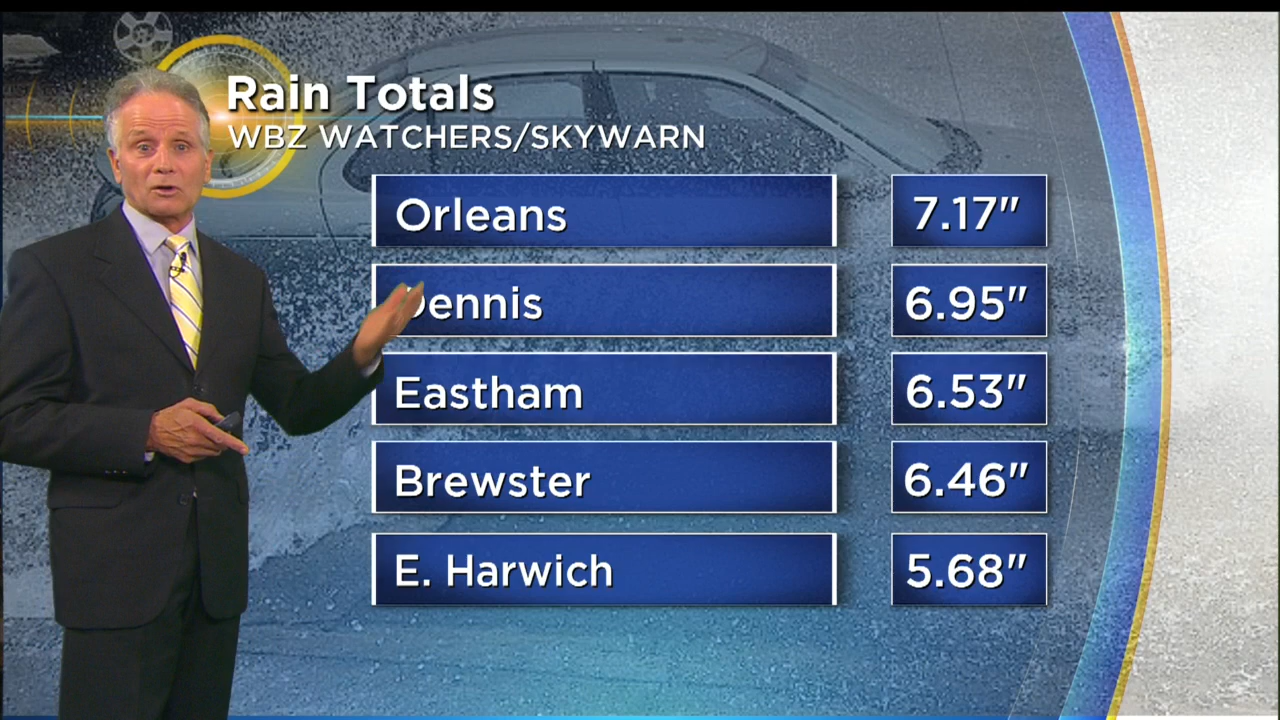 Rain Totals
WBZ WATCHERS/SKYWARN
Orleans 7.17"
Dennis 6.95"
Eastham 6.53"
Brewster 6.46"
E. Harwich 5.68"